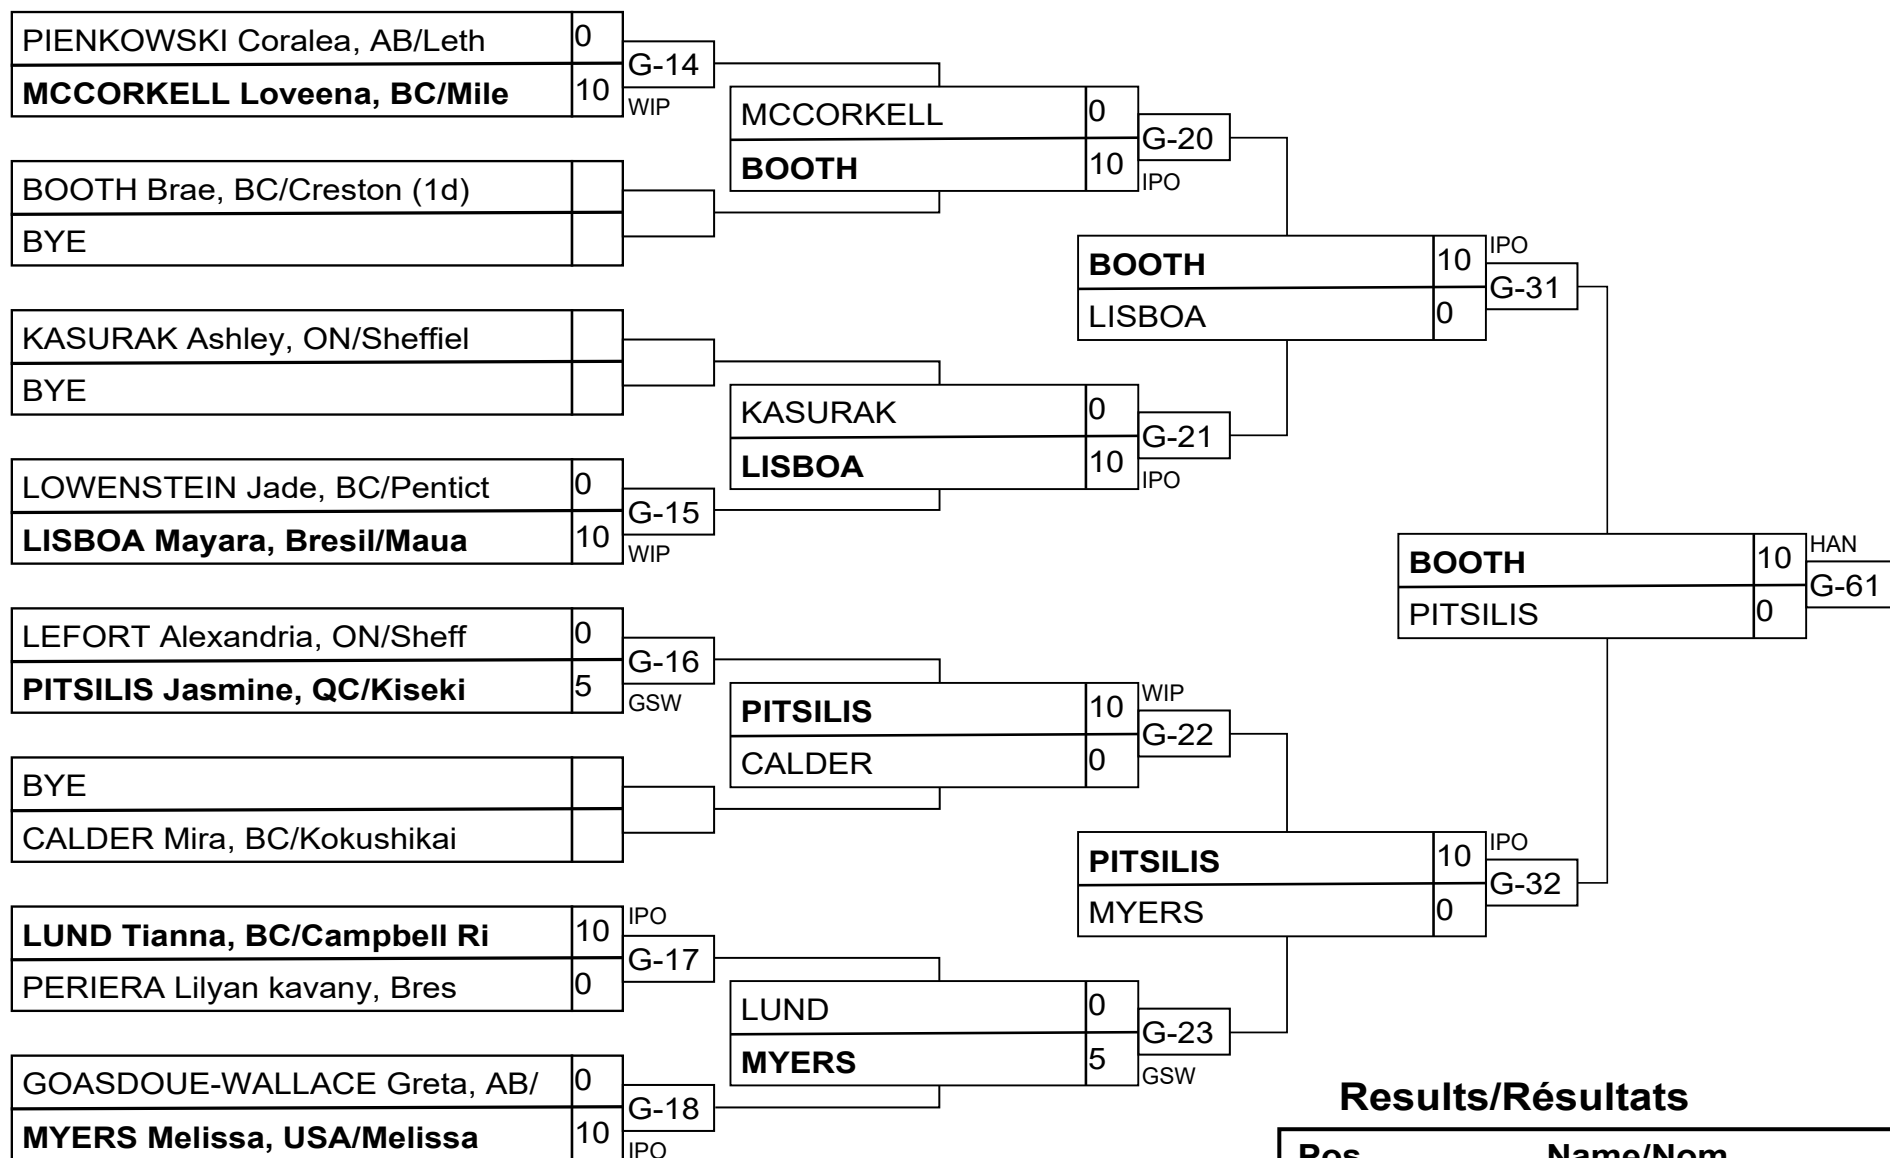 PIENKOWSKI Coralea, AB/Leth 0
G-14
MCCORKELL Loveena, BC/Mile 10
WIP
MCCORKELL 0
G-20
BOOTH 10
IPO
BOOTH Brae, BC/Creston (1d)
BYE
BOOTH 10 IPO
G-31
LISBOA 0
KASURAK Ashley, ON/Sheffiel
BYE
KASURAK 0
G-21
LISBOA 10
IPO
LOWENSTEIN Jade, BC/Pentict 0
G-15
LISBOA Mayara, Bresil/Maua 10
WIP
BOOTH 10 HAN
G-61
PITSILIS 0
LEFORT Alexandria, ON/Sheff 0
G-16
PITSILIS Jasmine, QC/Kiseki 5
GSW
PITSILIS 10 WIP
G-22
CALDER 0
BYE
CALDER Mira, BC/Kokushikai
PITSILIS 10 IPO
G-32
MYERS 0
LUND Tianna, BC/Campbell Ri 10 IPO
G-17
PERIERA Lilyan kavany, Bres 0
LUND 0
G-23
MYERS 5
GSW
GOASDOUE-WALLACE Greta, AB/ 0
G-18
MYERS Melissa, USA/Melissa 10
IPO
Results/Résultats
Pos Name/Nom